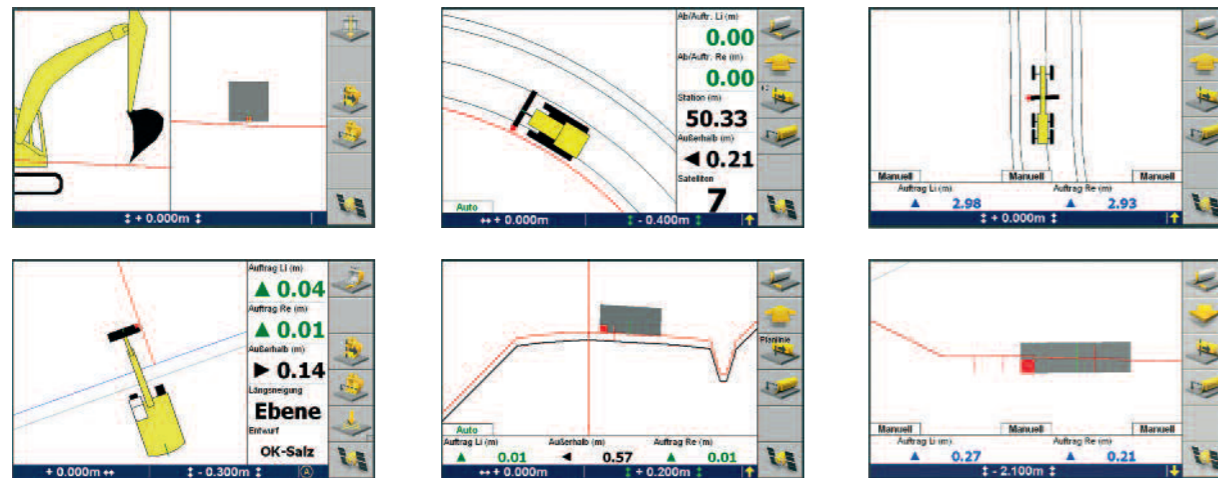 ‡ + 0.000m ‡
Ab/Auftr. Li (m)
0.00
Ab/Auftr. Re (m)
0.00
Station (m)
50.33
Außerhalb (m)
◄ 0.21
Satelliten
7
Auto
↔ + 0.000m ‡ - 0.400m
Manuell Manuell Manuell
Auftrag Li (m) Auftrag Re (m)
▲ 2.98 ▲ 2.93
‡ + 0.000m ‡
Auftrag Li (m)
▲ 0.04
Auftrag Re (m)
▲ 0.01
Außerhalb (m)
► 0.14
Längsneigung
Ebene
Entwurf
OK-Salz
+ 0.000m ↔ ‡ - 0.300m ‡ A
Planlinie
Auto
Auftrag Li (m) Außerhalb (m) Auftrag Re (m)
▲ 0.01 ◄ 0.57 ▲ 0.01
↔ + 0.000m ‡ + 0.200m
Manuell Manuell Manuell
Auftrag Li (m) Auftrag Re (m)
▲ 0.27 ▲ 0.21
‡ - 2.100m ‡